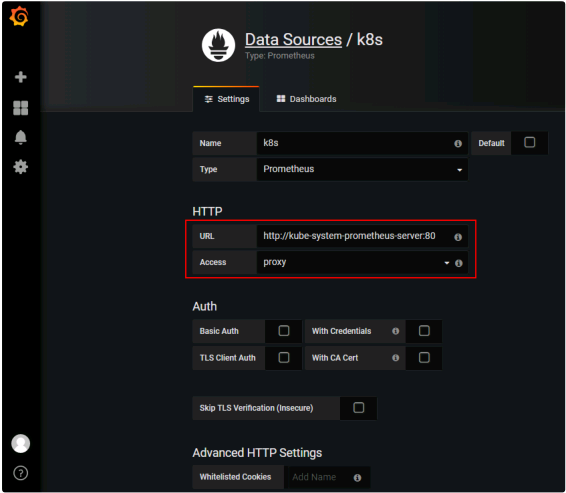 Data Sources / k8s
Type: Prometheus
Settings Dashboards
Name k8s Default
Type Prometheus
HTTP
URL http://kube-system-prometheus-server:80
Access proxy
Auth
Basic Auth With Credentials
TLS Client Auth With CA Cert
Skip TLS Verification (Insecure)
Advanced HTTP Settings
Whitelisted Cookies Add Name